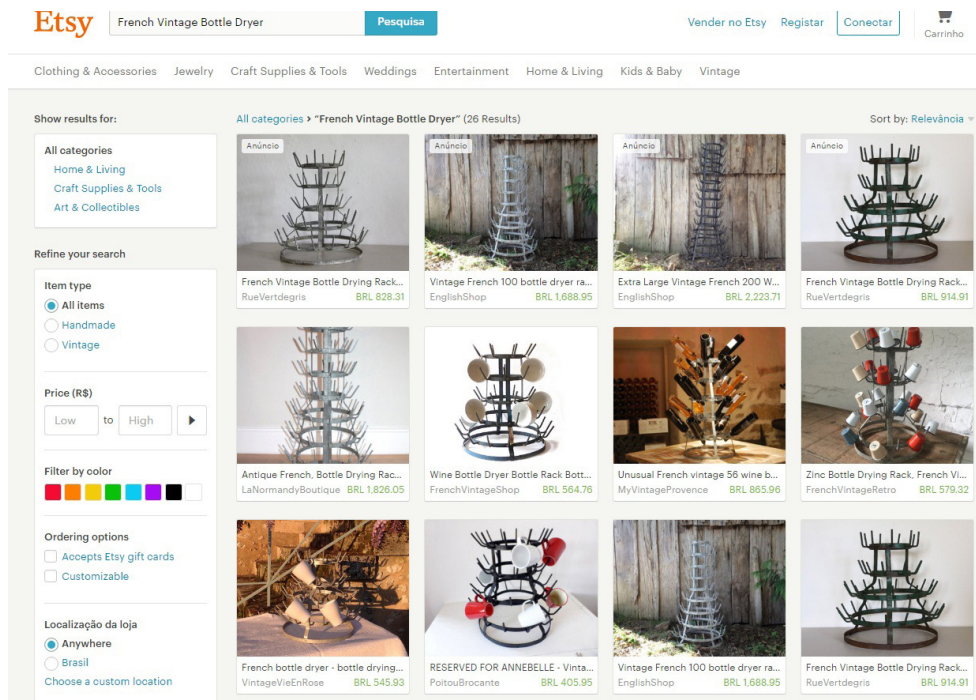 Etsy
French Vintage Bottle Dryer
Pesquisa
Vender no Etsy Registar Conectar
Carrinho
Clothing & Accessories Jewelry Craft Supplies & Tools Weddings Entertainment Home & Living Kids & Baby Vintage
Show results for:
All categories
Home & Living
Craft Supplies & Tools
Art & Collectibles
Refine your search
Item type
All items
Handmade
Vintage
Price (R$)
Low to High
Filter by color
Ordering options
Accepts Etsy gift cards
Customizable
Localização da loja
Anywhere
Brasil
Choose a custom location
All categories > "French Vintage Bottle Dryer" (26 Results)
Sort by: Relevância
Anúncio
French Vintage Bottle Drying Rack...
RueVertdegris BRL 828.31
Anúncio
Vintage French 100 bottle dryer ra...
EnglishShop BRL 1,688.95
Anúncio
Extra Large Vintage French 200 W...
EnglishShop BRL 2,223.71
Anúncio
French Vintage Bottle Drying Rack...
RueVertdegris BRL 914.91
Antique French, Bottle Drying Rac...
LaNormandyBoutique BRL 1,826.05
Wine Bottle Dryer Bottle Rack Bott...
FrenchVintageShop BRL 564.76
Unusual French vintage 56 wine b...
MyVintageProvence BRL 865.96
Zinc Bottle Drying Rack, French Vi...
FrenchVintageRetro BRL 579.32
French bottle dryer - bottle drying...
VintageVieEnRose BRL 545.93
RESERVED FOR ANNEBELLE - Vinta...
PoitouBrocante BRL 405.95
Vintage French 100 bottle dryer ra...
EnglishShop BRL 1,688.95
French Vintage Bottle Drying Rack...
RueVertdegris BRL 914.91